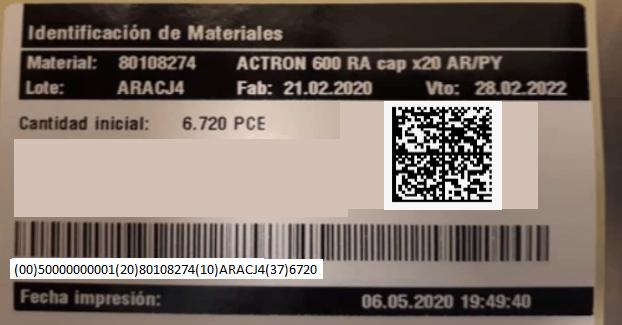 Identificación de Materiales
Material: 80108274 ACTRON 600 RA cap x20 AR/PY
Lote: ARACJ4 Fab: 21.02.2020 Vto: 28.02.2022
Cantidad inicial: 6.720 PCE
(00)50000000001(20)80108274(10)ARACJ4(37)6720
Fecha impresión: 06.05.2020 19:49:40